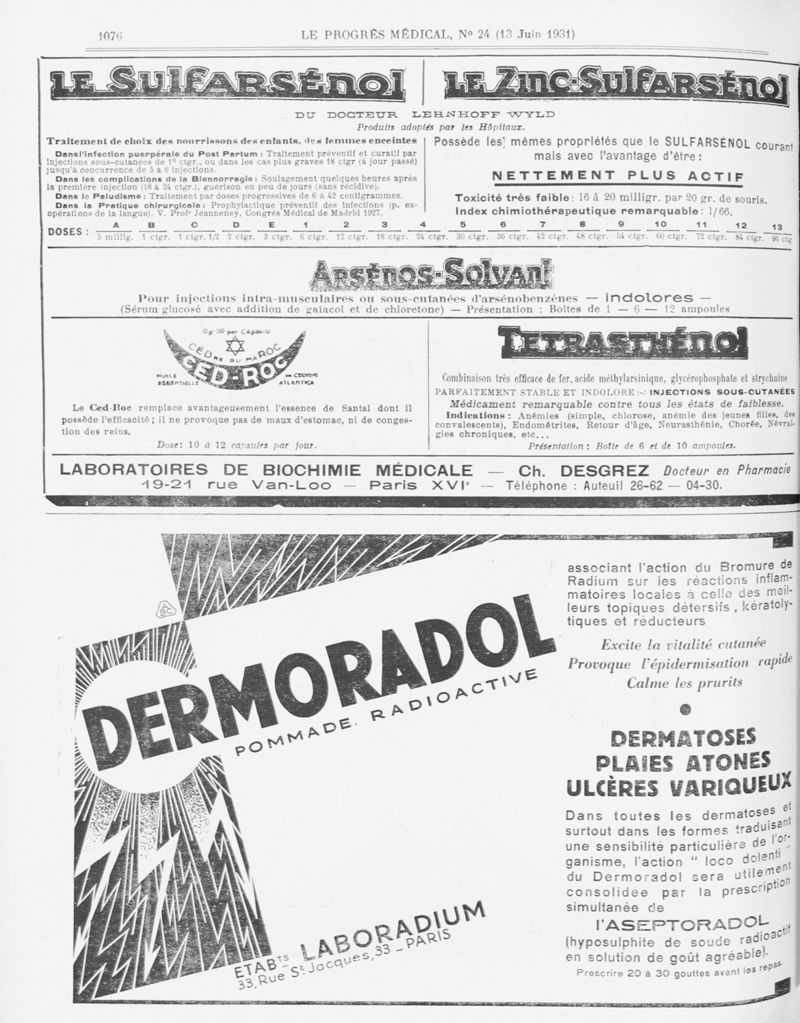 1076
LE PROGRÈS MÉDICAL, No 24 (13 Juin 1931)
LE SULFARSÉNOL
LE ZINC-SULFARSÉNOL
DU DOCTEUR LEHNHOFF WYLD
Produits adoptés par les Hôpitaux.
Traitement de choix des nourrissons des enfants, des femmes enceintes
Dans l'infection puerpérale du Post Partum : Traitement préventif et curatif par
injections sous-cutanées de 1 ctgr., ou dans les cas plus graves 18 ctgr (à jour passé)
jusqu'à concurrence de 5 à 6 injections.
Dans les complications de la Blennorragie : Soulagement quelques heures après
la première injection (18 à 24 ctgr.), guérison en peu de jours (sans récidive).
Dans le Paludisme : Traitement par doses progressives de 6 à 42 centigrammes.
Dans la Pratique chirurgicale : Prophylactique préventif des infections (p. ex-
opérations de la langue). V. Profr Jeanneney, Congrès Médical de Madrid 1927.
Possède les mêmes propriétés que le SULFARSÉNOL courant
mais avec l'avantage d'être :
NETTEMENT PLUS ACTIF
Toxicité très faible : 16 à 20 milligr. par 20 gr. de souris.
Index chimiothérapeutique remarquable : 1/66.
A B C D E 1 2 3 4 5 6 7 8 9 10 11 12 13
DOSES : 5 millig. 1 ctgr. 1 ctgr. 1/2 2 ctgr. 3 ctgr. 6 ctgr. 12 ctgr. 18 ctgr. 24 ctgr. 30 ctgr. 36 ctgr. 42 ctgr. 48 ctgr. 54 ctgr. 60 ctgr. 72 ctgr. 84 ctgr. 96 ctg
ARSÉNOS-SOLVANT
Pour injections intra-musculaires ou sous-cutanées d'arsénobenzènes — indolores —
(Sérum glucosé avec addition de gaïacol et de chloretone) — Présentation : Boîtes de 1 — 6 — 12 ampoules
CÈDRE DU MAROC
CED-ROC
HUILE ESSENTIELLE
DE CEDRUS ATLANTICA
Le Ced-Roc remplace avantageusement l'essence de Santal dont il
possède l'efficacité ; il ne provoque pas de maux d'estomac, ni de conges-
tion des reins.
Dose: 10 à 12 capsules par jour.
TETRASTHÉNOL
Combinaison très efficace de fer, acide méthylarsinique, glycérophosphate et strychnine
PARFAITEMENT STABLE ET INDOLORE :-: INJECTIONS SOUS-CUTANÉES
Médicament remarquable contre tous les états de faiblesse.
Indications : Anémies (simple, chlorose, anémie des jeunes filles, des
convalescents), Endométrites, Retour d'âge, Neurasthénie, Chorée, Névral-
gies chroniques, etc...
Présentation : Boîte de 6 et de 10 ampoules.
LABORATOIRES DE BIOCHIMIE MÉDICALE — Ch. DESGREZ Docteur en Pharmacie
19-21 rue Van-Loo — Paris XVIe — Téléphone : Auteuil 26-62 — 04-30.
DERMORADOL
POMMADE RADIOACTIVE
ETABts LABORADIUM
33, Rue St Jacques, 33 - PARIS
associant l'action du Bromure de
Radium sur les réactions inflam-
matoires locales à celle des meil-
leurs topiques détersifs, kératoly-
tiques et réducteurs
Excite la vitalité cutanée
Provoque l'épidermisation rapide
Calme les prurits
DERMATOSES
PLAIES ATONES
ULCÈRES VARIQUEUX
Dans toutes les dermatoses et
surtout dans les formes traduisant
une sensibilité particulière de l'or-
ganisme, l'action " loco dolenti „
du Dermoradol sera utilement
consolidée par la prescription
simultanée de
l'ASEPTORADOL
(hyposulphite de soude radioactif
en solution de goût agréable).
Prescrire 20 à 30 gouttes avant les repas.